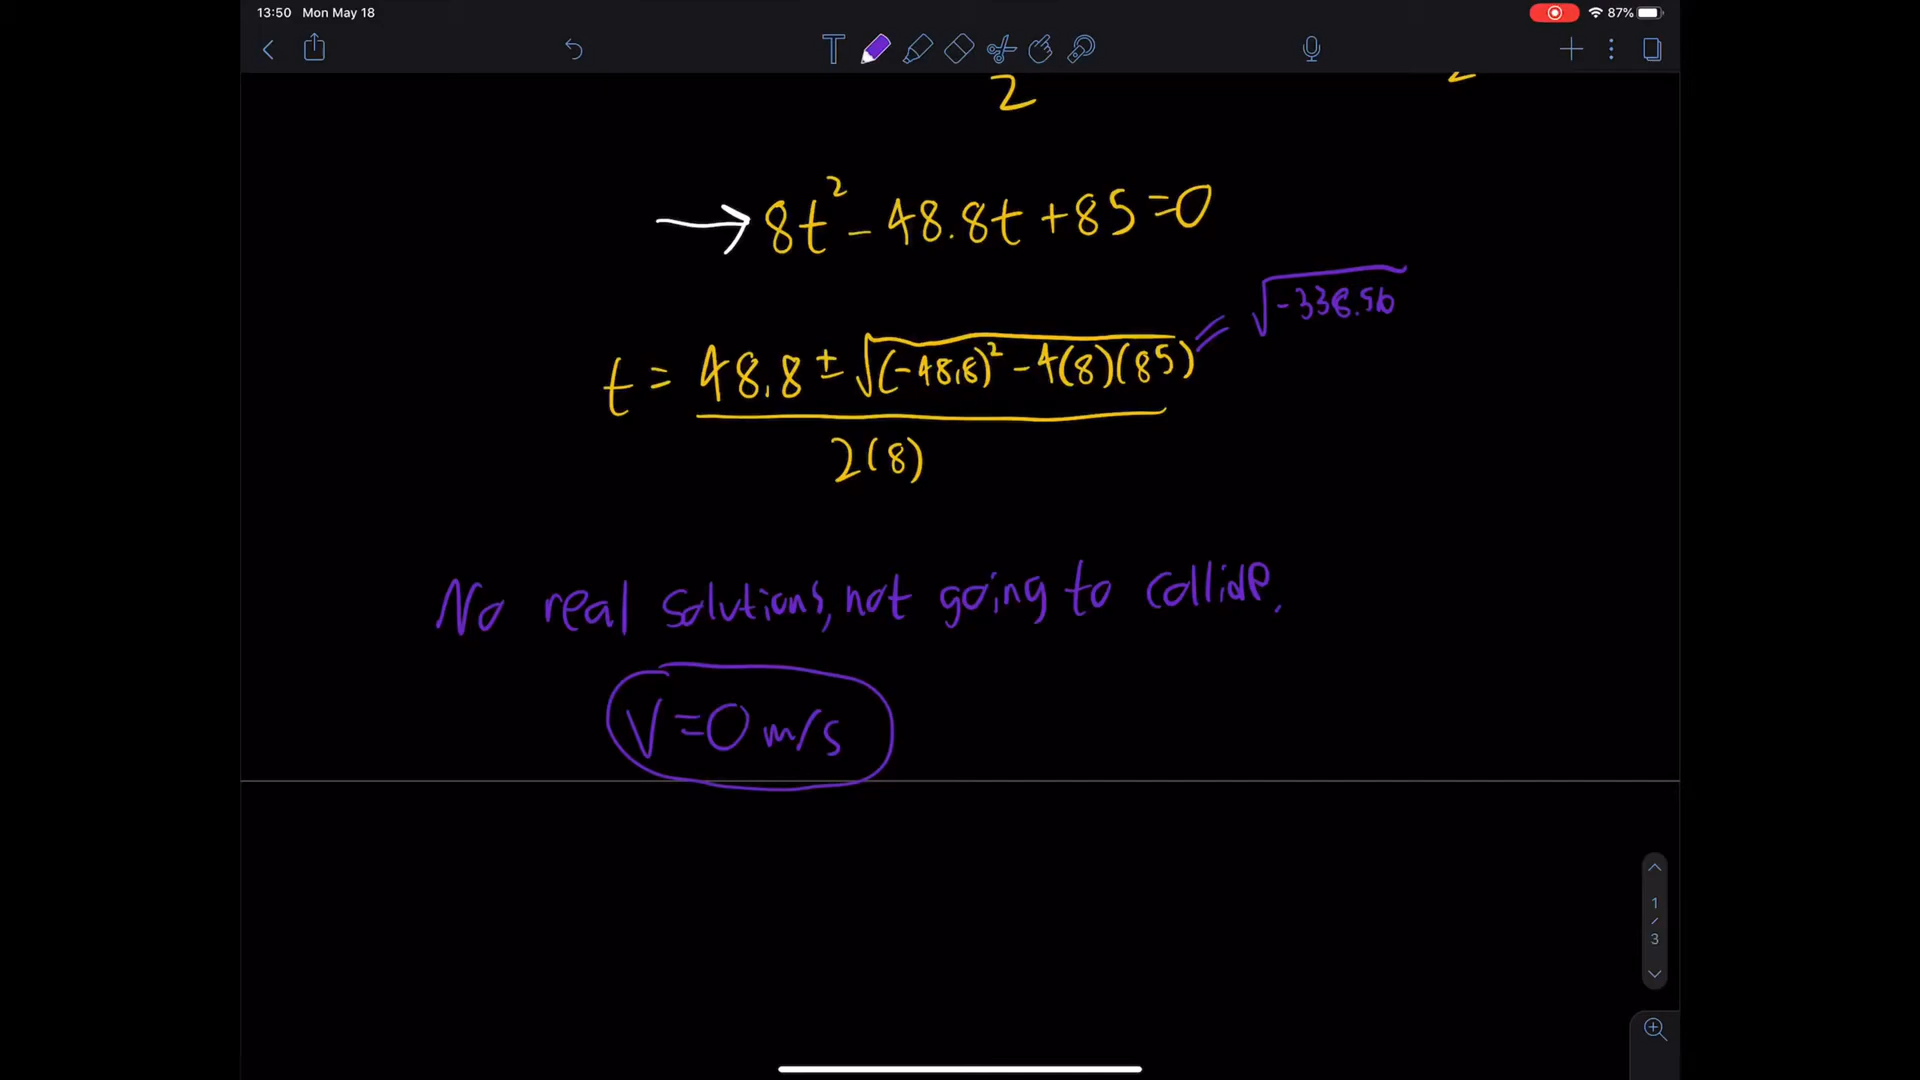 13:50 Mon May 18
87%
T
2
→ 8t² - 48.8t + 85 = 0
= √-338.56
t = 48.8 ± √(-48.8)² - 4(8)(85)
2(8)
No real solutions, not going to collide.
V = 0 m/s
1
/
3